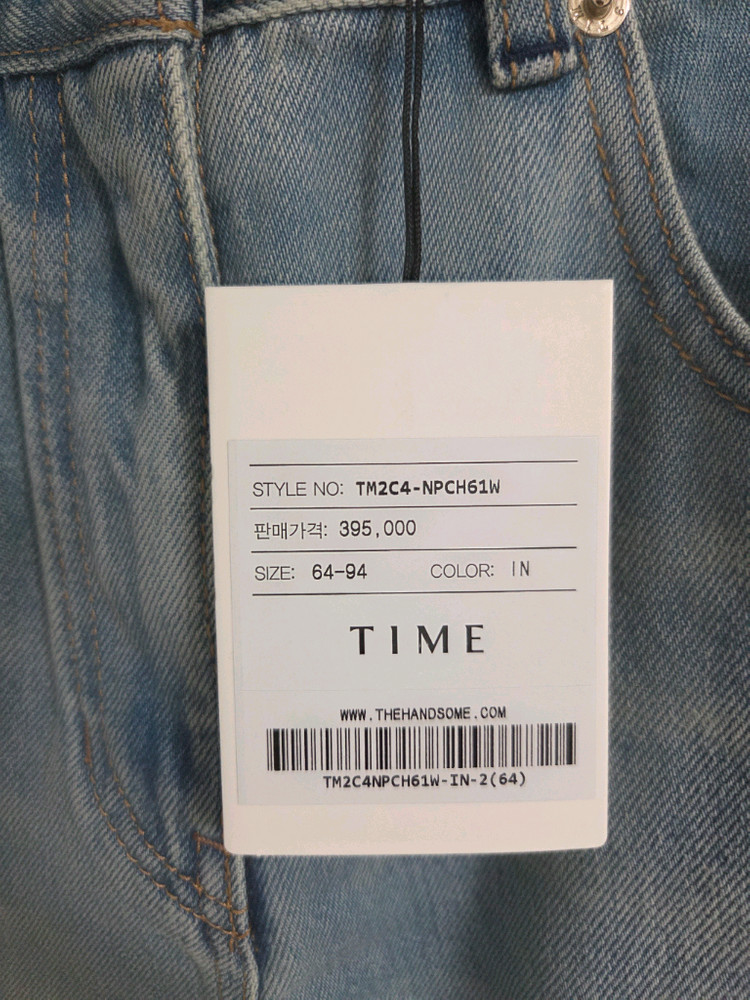 STYLE NO: TM2C4-NPCH61W
판매가격: 395,000
SIZE: 64-94 COLOR: IN
TIME
WWW.THEHANDSOME.COM
TM2C4NPCH61W-IN-2(64)